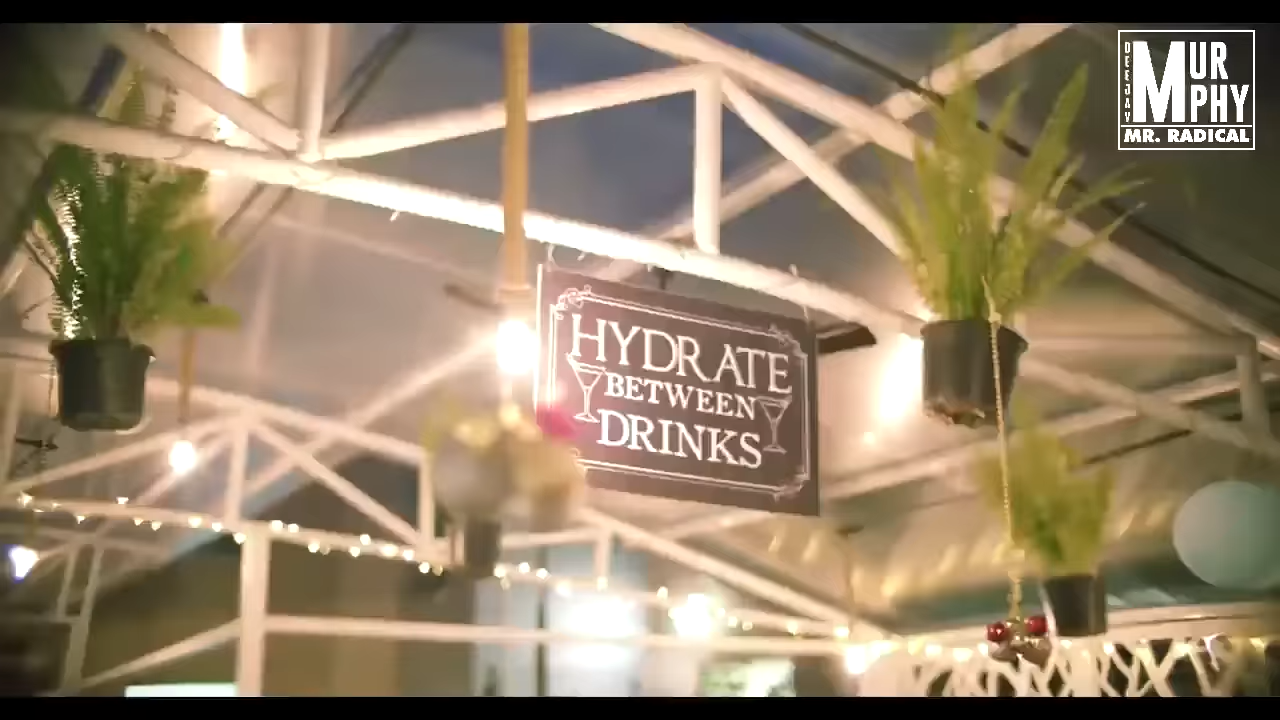 DEEJAY
MURPHY
MR. RADICAL
HYDRATE
BETWEEN
DRINKS